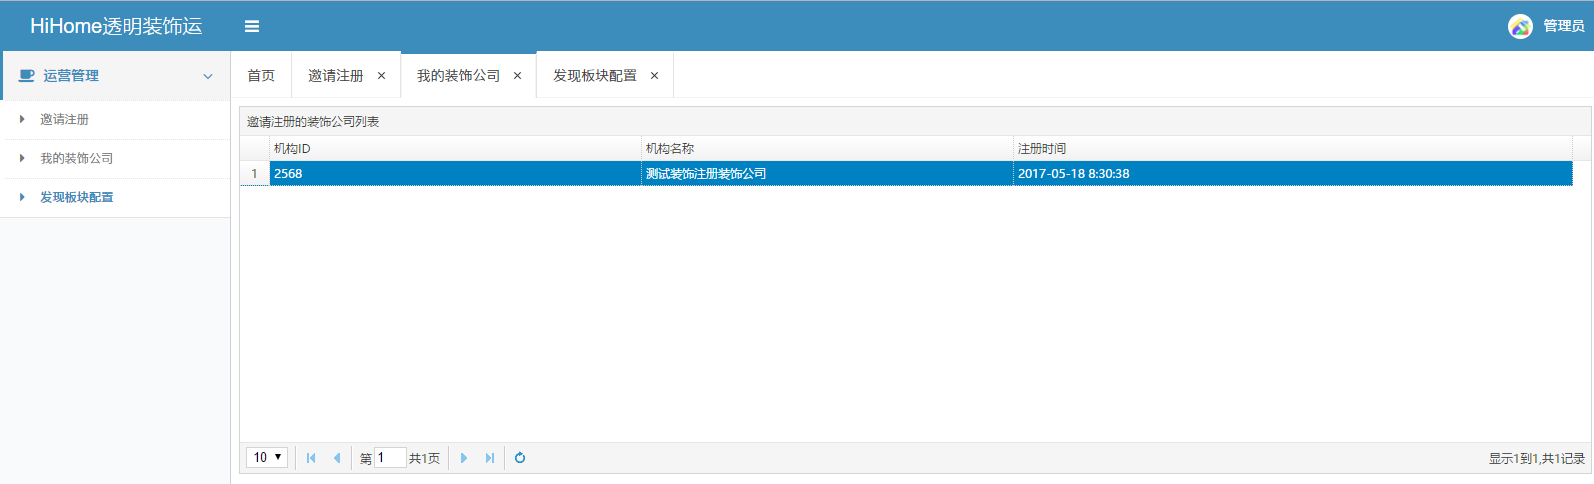 HiHome透明装饰运
管理员
运营管理
邀请注册
我的装饰公司
发现板块配置
首页 邀请注册 × 我的装饰公司 × 发现板块配置 ×
邀请注册的装饰公司列表
机构ID 机构名称 注册时间
1 2568 测试装饰注册装饰公司 2017-05-18 8:30:38
10 第 1 共1页 显示1到1,共1记录